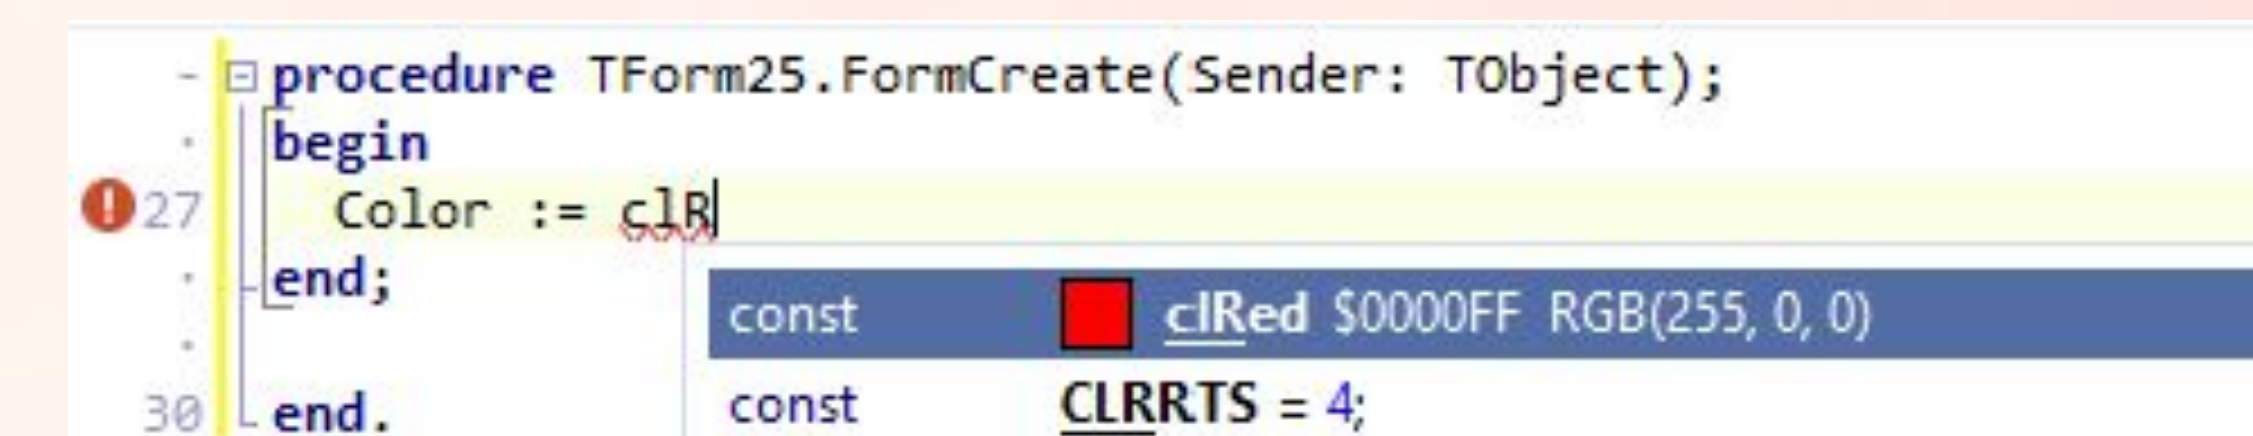 procedure TForm25.FormCreate(Sender: TObject);
begin
27 Color := clR
end;
const clRed $0000FF RGB(255, 0, 0)
const CLRRTS = 4;
30 end.